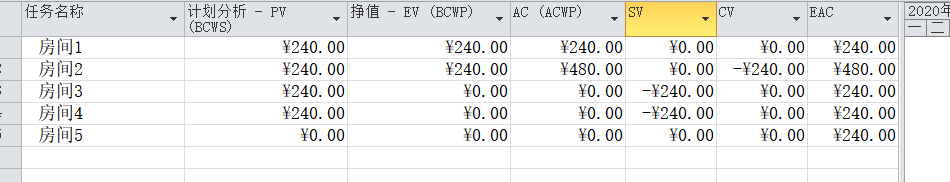 任务名称 计划分析 - PV (BCWS) 挣值 - EV (BCWP) AC (ACWP) SV CV EAC 2020年
一 二
房间1 ¥240.00 ¥240.00 ¥240.00 ¥0.00 ¥0.00 ¥240.00
房间2 ¥240.00 ¥240.00 ¥480.00 ¥0.00 -¥240.00 ¥480.00
房间3 ¥240.00 ¥0.00 ¥0.00 -¥240.00 ¥0.00 ¥240.00
房间4 ¥240.00 ¥0.00 ¥0.00 -¥240.00 ¥0.00 ¥240.00
房间5 ¥0.00 ¥0.00 ¥0.00 ¥0.00 ¥0.00 ¥240.00